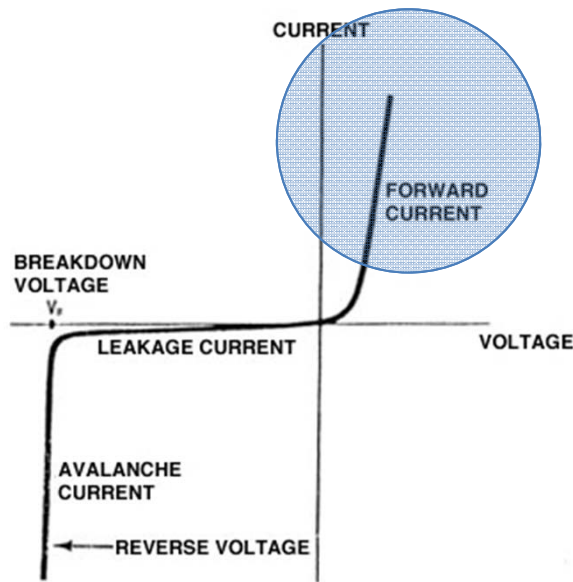 CURRENT
FORWARD
CURRENT
BREAKDOWN
VOLTAGE
LEAKAGE CURRENT
VOLTAGE
AVALANCHE
CURRENT
REVERSE VOLTAGE